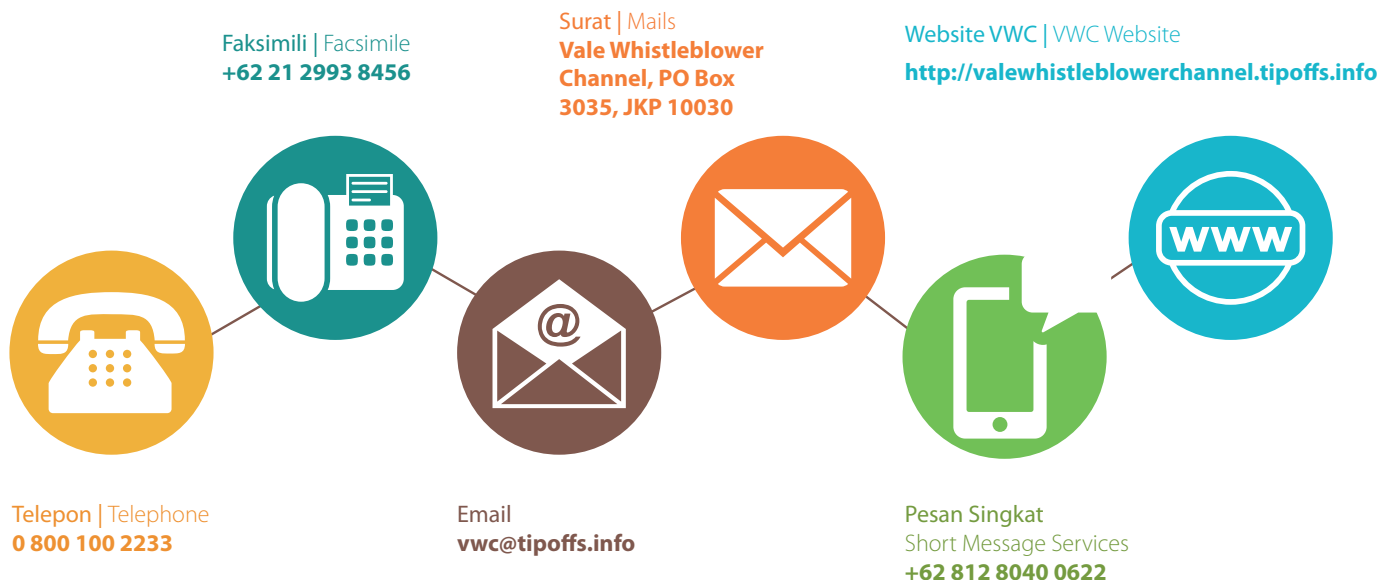 Faksimili | Facsimile
+62 21 2993 8456
Surat | Mails
Vale Whistleblower
Channel, PO Box
3035, JKP 10030
Website VWC | VWC Website
http://valewhistleblowerchannel.tipoffs.info
@
WWW
Telepon | Telephone
0 800 100 2233
Email
vwc@tipoffs.info
Pesan Singkat
Short Message Services
+62 812 8040 0622